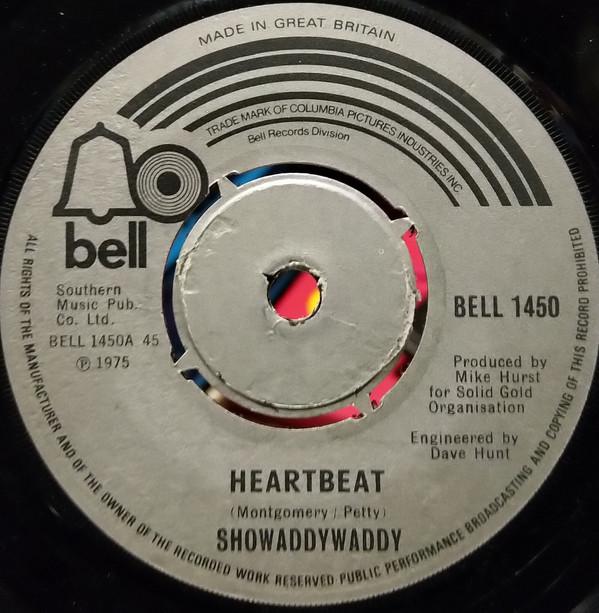 MADE IN GREAT BRITAIN
TRADE MARK OF COLUMBIA PICTURES INDUSTRIES,INC
Bell Records Division
bell
Southern
Music Pub.
Co. Ltd.
BELL 1450A 45
℗ 1975
BELL 1450
Produced by
Mike Hurst
for Solid Gold
Organisation
Engineered by
Dave Hunt
HEARTBEAT
(Montgomery / Petty)
SHOWADDYWADDY
ALL RIGHTS OF THE MANUFACTURER AND OF THE OWNER OF THE RECORDED WORK RESERVED·PUBLIC PERFORMANCE BROADCASTING AND COPYING OF THIS RECORD PROHIBITED